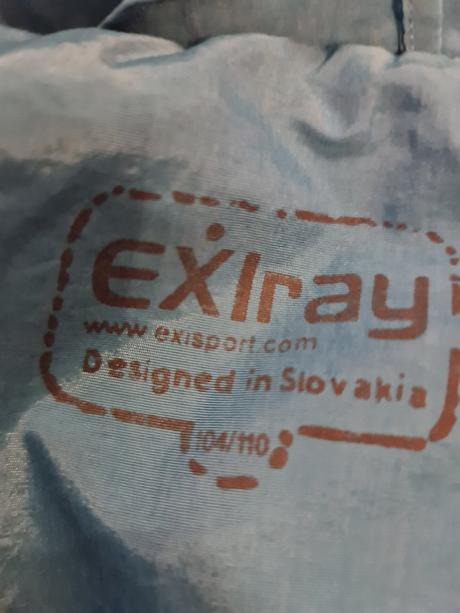 EXIray
www.exisport.com
Designed in Slovakia
104/110